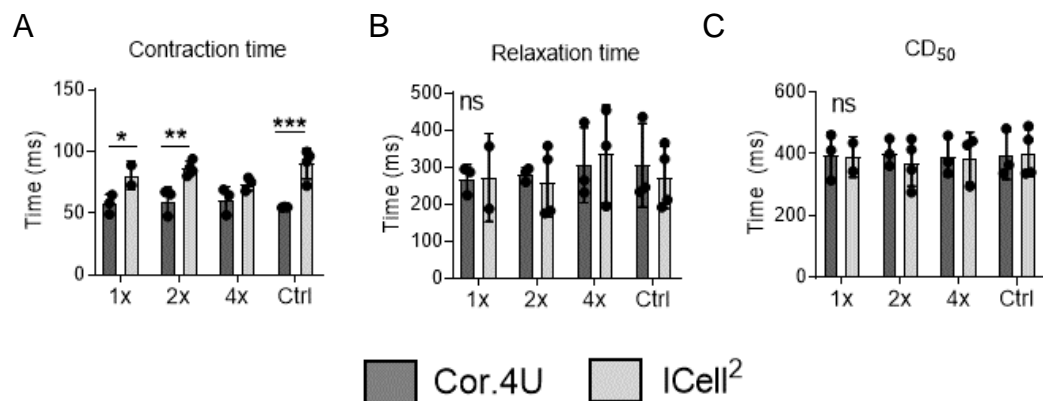 A
Contraction time
Time (ms)
150
100
50
0
*
**
***
1x
2x
4x
Ctrl
B
Relaxation time
Time (ms)
500
400
300
200
100
0
ns
1x
2x
4x
Ctrl
C
CD50
Time (ms)
600
400
200
0
ns
1x
2x
4x
Ctrl
Cor.4U
ICell²